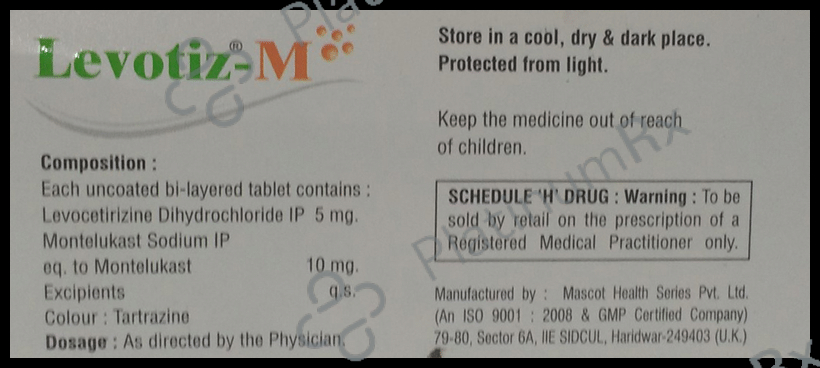 Levotiz®-M
Composition :
Each uncoated bi-layered tablet contains :
Levocetirizine Dihydrochloride IP 5 mg.
Montelukast Sodium IP
eq. to Montelukast 10 mg.
Excipients q.s.
Colour : Tartrazine
Dosage : As directed by the Physician.
Store in a cool, dry & dark place.
Protected from light.
Keep the medicine out of reach
of children.
SCHEDULE 'H' DRUG : Warning : To be
sold by retail on the prescription of a
Registered Medical Practitioner only.
Manufactured by : Mascot Health Series Pvt. Ltd.
(An ISO 9001 : 2008 & GMP Certified Company)
79-80, Sector 6A, IIE SIDCUL, Haridwar-249403 (U.K.)
PlatinumRx
Platinum
Rx